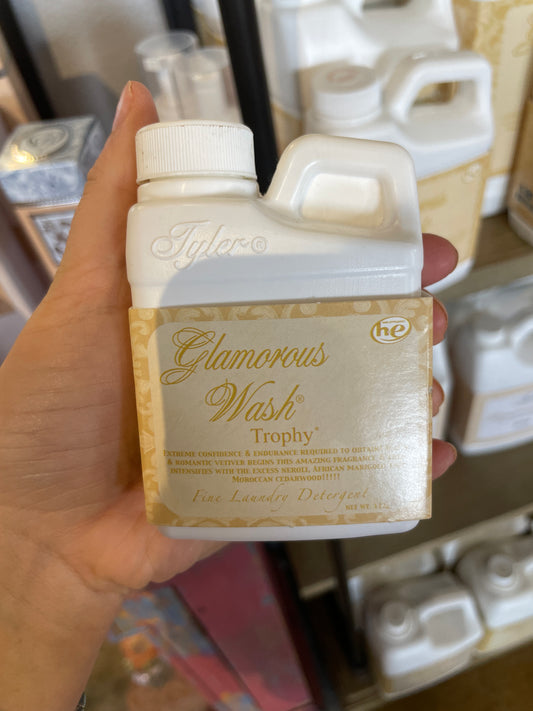 Tyler®
he
Glamorous
Wash®
Trophy®
Extreme confidence & endurance required to obtain
& romantic vetiver begins this amazing fragrance
intensifies with the excess neroli, African marigold
Moroccan cedarwood!!!!!
Fine Laundry Detergent
NET WT.